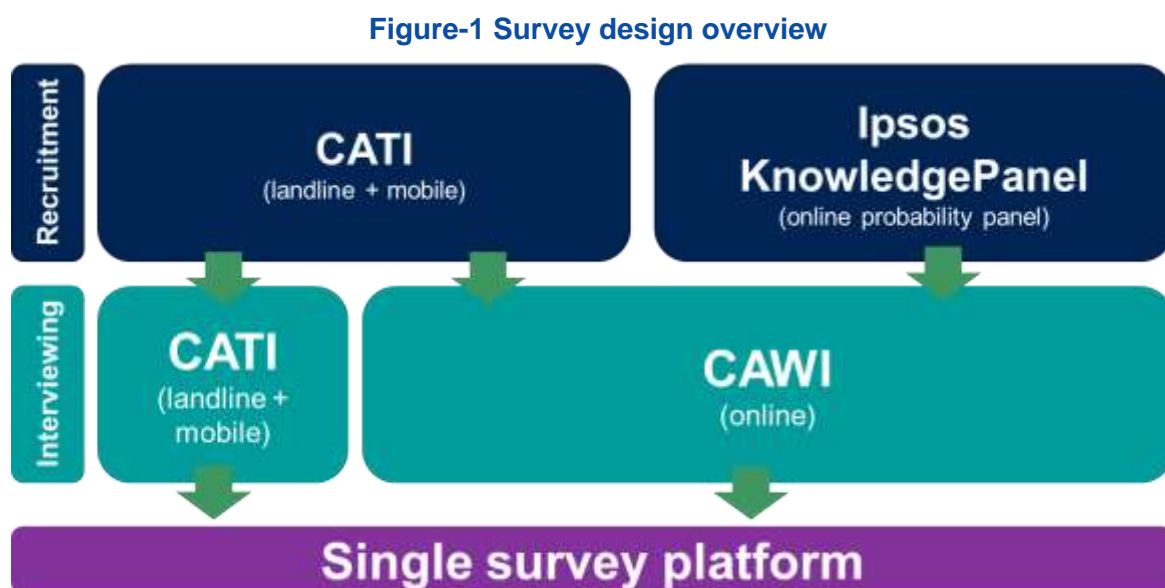 Figure-1 Survey design overview
Recruitment
CATI
(landline + mobile)
Ipsos
KnowledgePanel
(online probability panel)
Interviewing
CATI
(landline +
mobile)
CAWI
(online)
Single survey platform